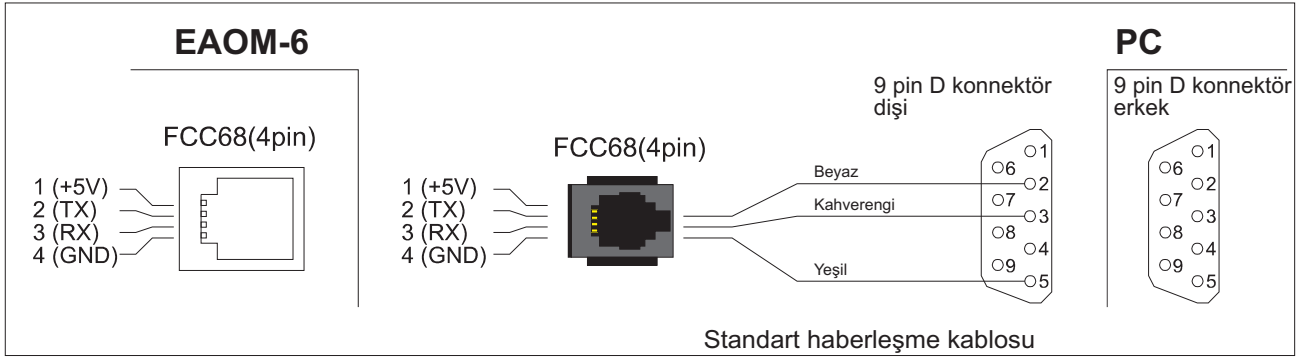 EAOM-6
FCC68(4pin)
1 (+5V)
2 (TX)
3 (RX)
4 (GND)
FCC68(4pin)
1 (+5V)
2 (TX)
3 (RX)
4 (GND)
Beyaz
Kahverengi
Yeşil
9 pin D konnektör
dişi
1
6
2
7
3
8
4
9
5
PC
9 pin D konnektör
erkek
1
6
2
7
3
8
4
9
5
Standart haberleşme kablosu